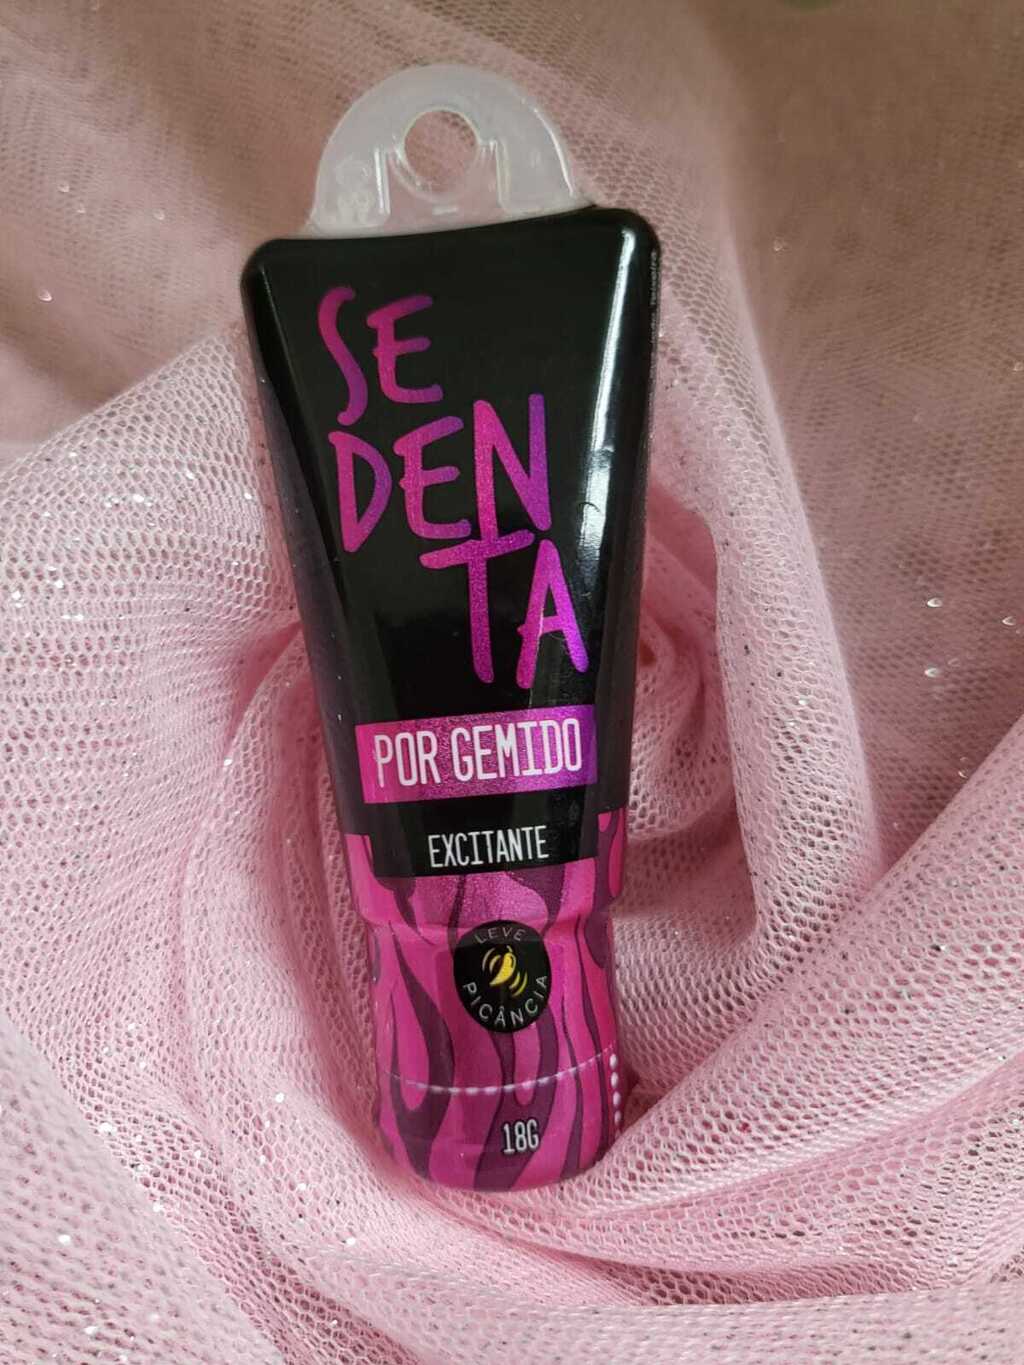 SE
DEN
TA
POR GEMIDO
EXCITANTE
LEVE
PICÂNCIA
18G